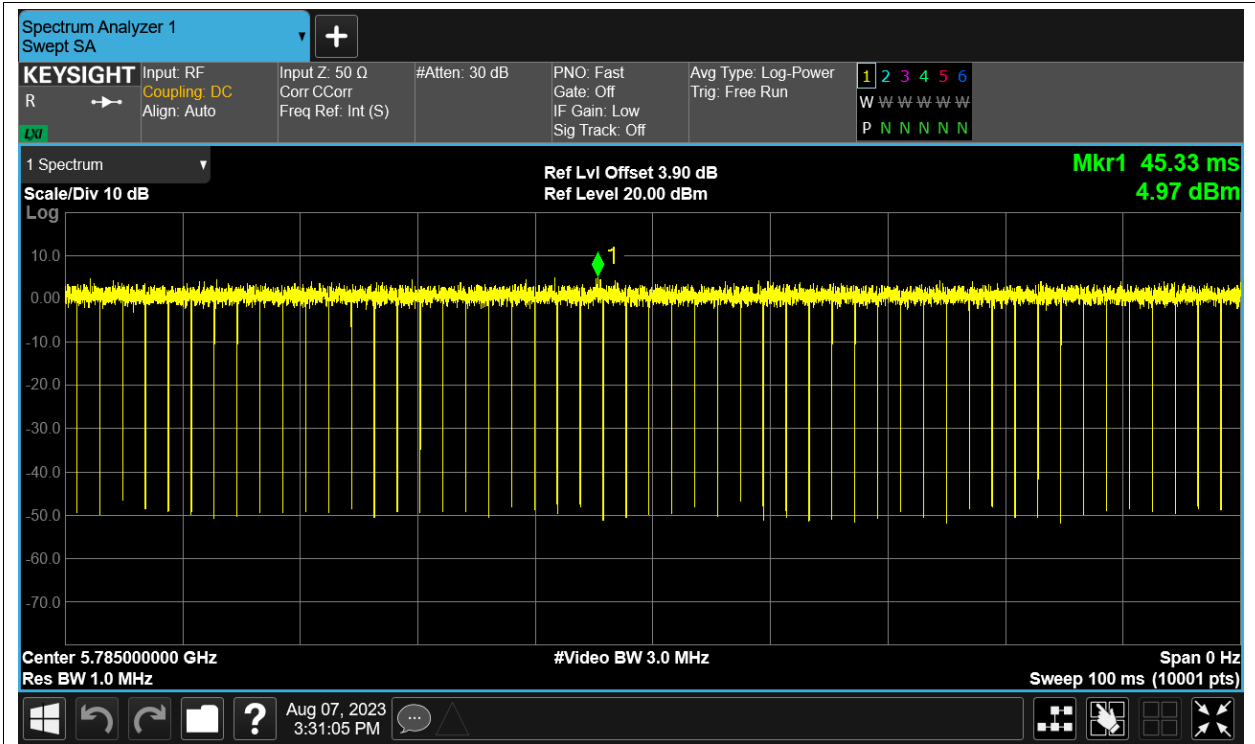 Spectrum Analyzer 1
Swept SA
KEYSIGHT
R
LXI
Input: RF
Coupling: DC
Align: Auto
Input Z: 50 Ω
Corr CCorr
Freq Ref: Int (S)
#Atten: 30 dB
PNO: Fast
Gate: Off
IF Gain: Low
Sig Track: Off
Avg Type: Log-Power
Trig: Free Run
1 2 3 4 5 6
W W W W W W
P N N N N N
1 Spectrum
Scale/Div 10 dB
Ref Lvl Offset 3.90 dB
Ref Level 20.00 dBm
Mkr1 45.33 ms
4.97 dBm
Log
10.0
0.00
-10.0
-20.0
-30.0
-40.0
-50.0
-60.0
-70.0
1
Center 5.785000000 GHz
Res BW 1.0 MHz
#Video BW 3.0 MHz
Span 0 Hz
Sweep 100 ms (10001 pts)
?
Aug 07, 2023
3:31:05 PM